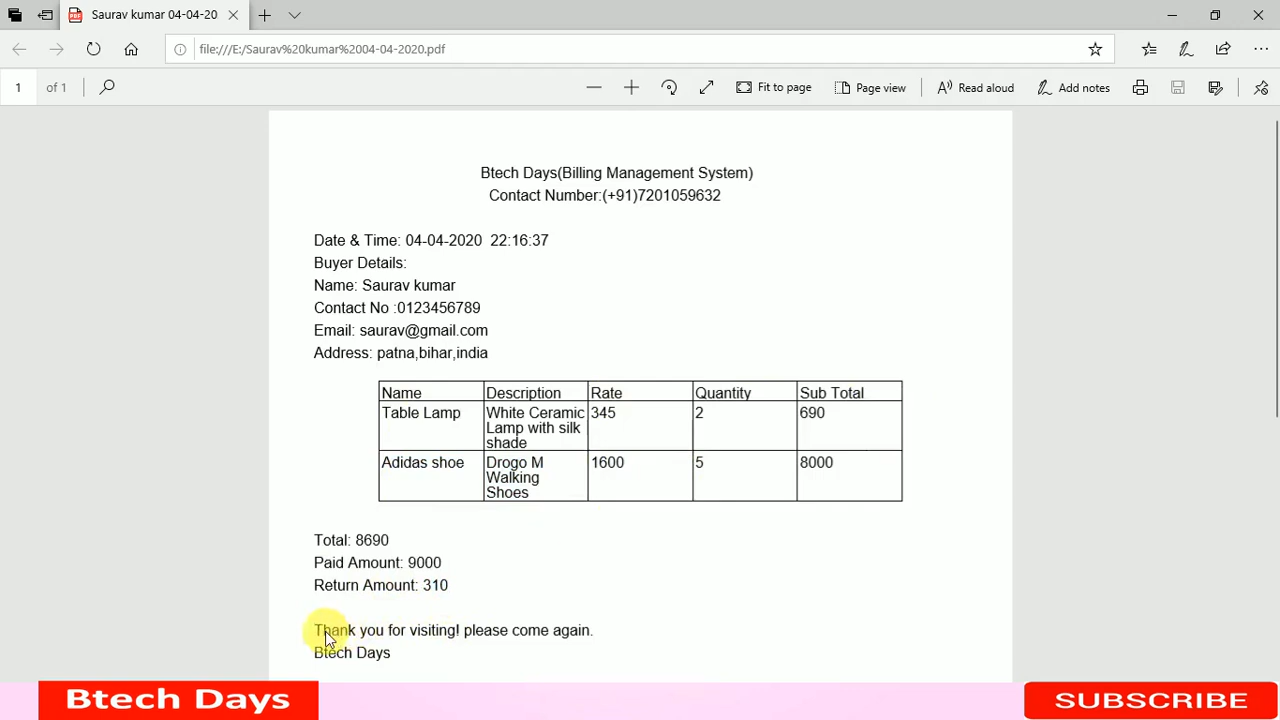 Saurav kumar 04-04-20
file:///E:/Saurav%20kumar%2004-04-2020.pdf
1 of 1 Fit to page Page view Read aloud Add notes
Btech Days(Billing Management System)
Contact Number:(+91)7201059632
Date & Time: 04-04-2020 22:16:37
Buyer Details:
Name: Saurav kumar
Contact No :0123456789
Email: saurav@gmail.com
Address: patna,bihar,india
Name Description Rate Quantity Sub Total
Table Lamp White Ceramic 345 2 690
Lamp with silk
shade
Adidas shoe Drogo M 1600 5 8000
Walking
Shoes
Total: 8690
Paid Amount: 9000
Return Amount: 310
Thank you for visiting! please come again.
Btech Days
Btech Days SUBSCRIBE